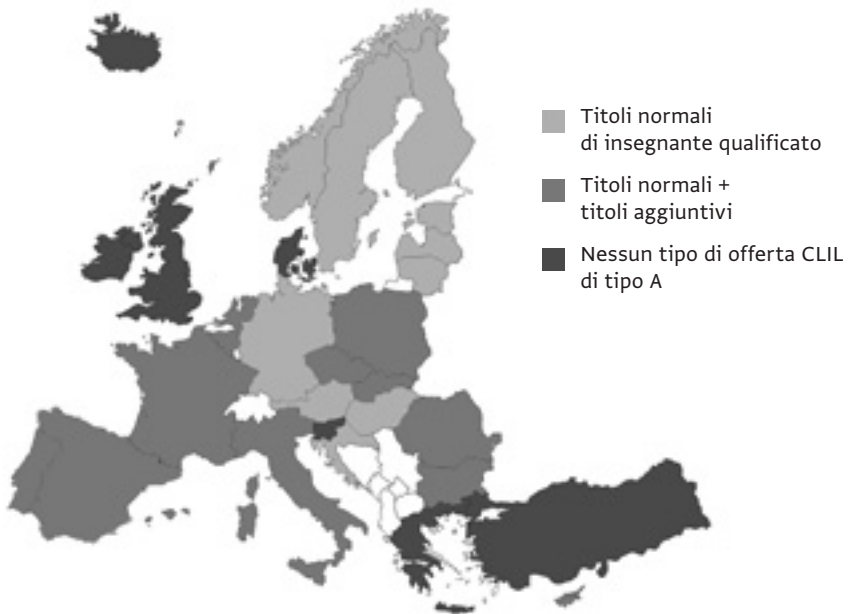 Titoli normali
di insegnante qualificato
Titoli normali +
titoli aggiuntivi
Nessun tipo di offerta CLIL
di tipo A